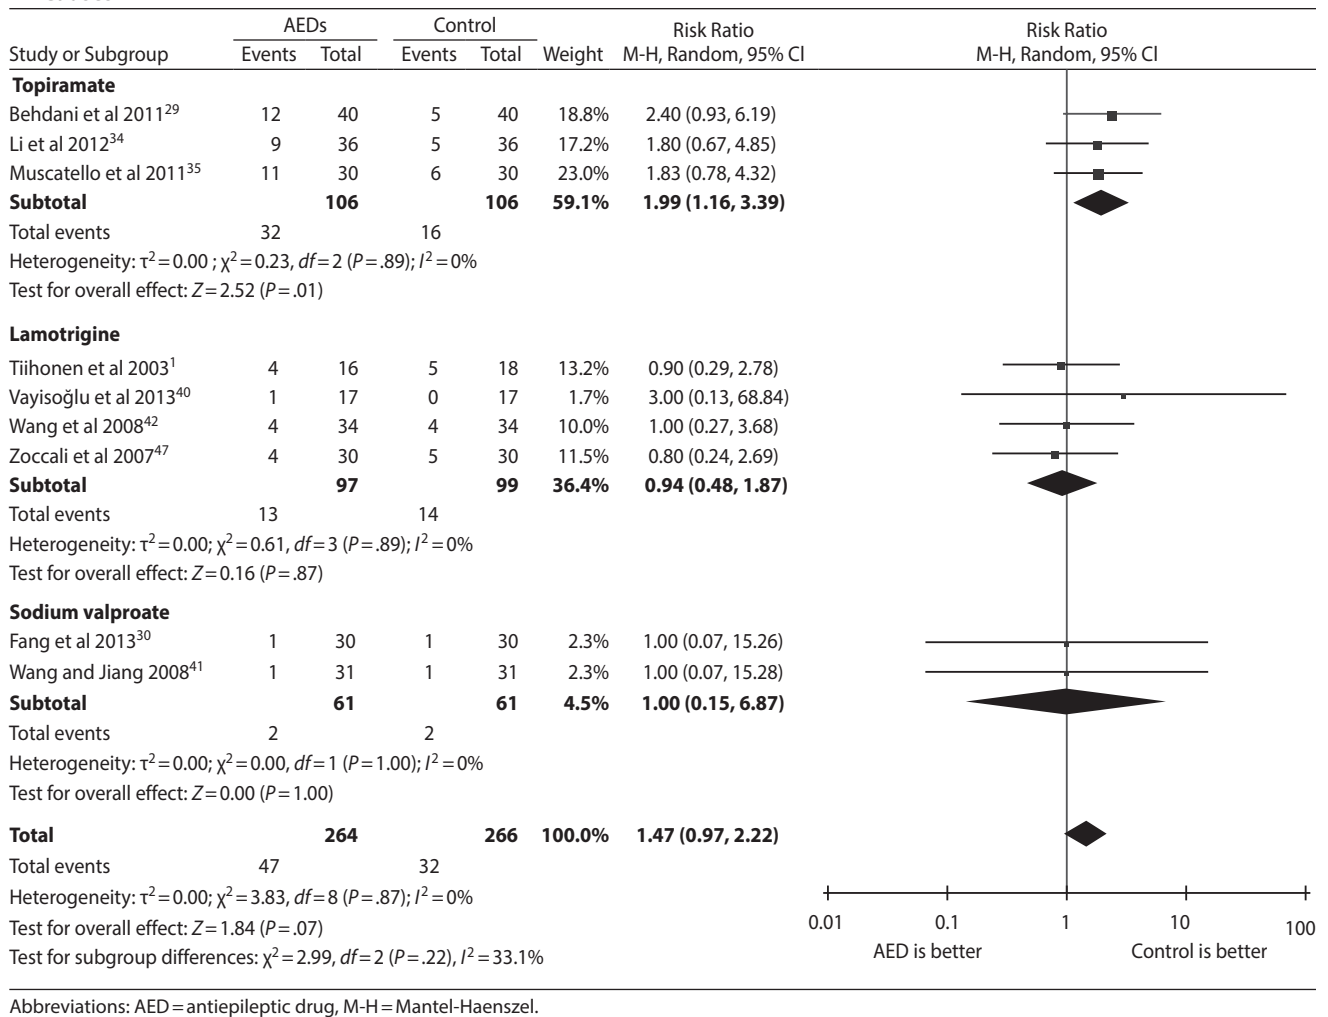 AEDs Control Risk Ratio Risk Ratio
Study or Subgroup Events Total Events Total Weight M-H, Random, 95% CI M-H, Random, 95% CI
Topiramate
Behdani et al 2011²⁹ 12 40 5 40 18.8% 2.40 (0.93, 6.19)
Li et al 2012³⁴ 9 36 5 36 17.2% 1.80 (0.67, 4.85)
Muscatello et al 2011³⁵ 11 30 6 30 23.0% 1.83 (0.78, 4.32)
Subtotal 106 106 59.1% 1.99 (1.16, 3.39)
Total events 32 16
Heterogeneity: τ²=0.00 ; χ²=0.23, df=2 (P=.89); I²=0%
Test for overall effect: Z=2.52 (P=.01)
Lamotrigine
Tiihonen et al 2003¹ 4 16 5 18 13.2% 0.90 (0.29, 2.78)
Vayisoğlu et al 2013⁴⁰ 1 17 0 17 1.7% 3.00 (0.13, 68.84)
Wang et al 2008⁴² 4 34 4 34 10.0% 1.00 (0.27, 3.68)
Zoccali et al 2007⁴⁷ 4 30 5 30 11.5% 0.80 (0.24, 2.69)
Subtotal 97 99 36.4% 0.94 (0.48, 1.87)
Total events 13 14
Heterogeneity: τ²=0.00; χ²=0.61, df=3 (P=.89); I²=0%
Test for overall effect: Z=0.16 (P=.87)
Sodium valproate
Fang et al 2013³⁰ 1 30 1 30 2.3% 1.00 (0.07, 15.26)
Wang and Jiang 2008⁴¹ 1 31 1 31 2.3% 1.00 (0.07, 15.28)
Subtotal 61 61 4.5% 1.00 (0.15, 6.87)
Total events 2 2
Heterogeneity: τ²=0.00; χ²=0.00, df=1 (P=1.00); I²=0%
Test for overall effect: Z=0.00 (P=1.00)
Total 264 266 100.0% 1.47 (0.97, 2.22)
Total events 47 32
Heterogeneity: τ²=0.00; χ²=3.83, df=8 (P=.87); I²=0%
Test for overall effect: Z=1.84 (P=.07)
Test for subgroup differences: χ²=2.99, df=2 (P=.22), I²=33.1%
0.01 0.1 1 10 100
AED is better Control is better
Abbreviations: AED=antiepileptic drug, M-H=Mantel-Haenszel.